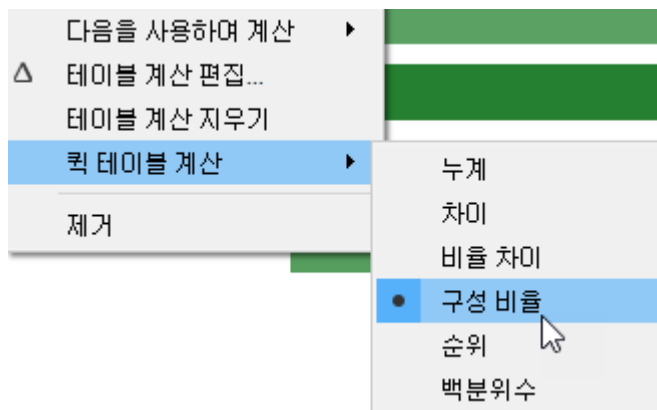 다음을 사용하여 계산
테이블 계산 편집...
테이블 계산 지우기
퀵 테이블 계산
제거
누계
차이
비율 차이
구성 비율
순위
백분위수